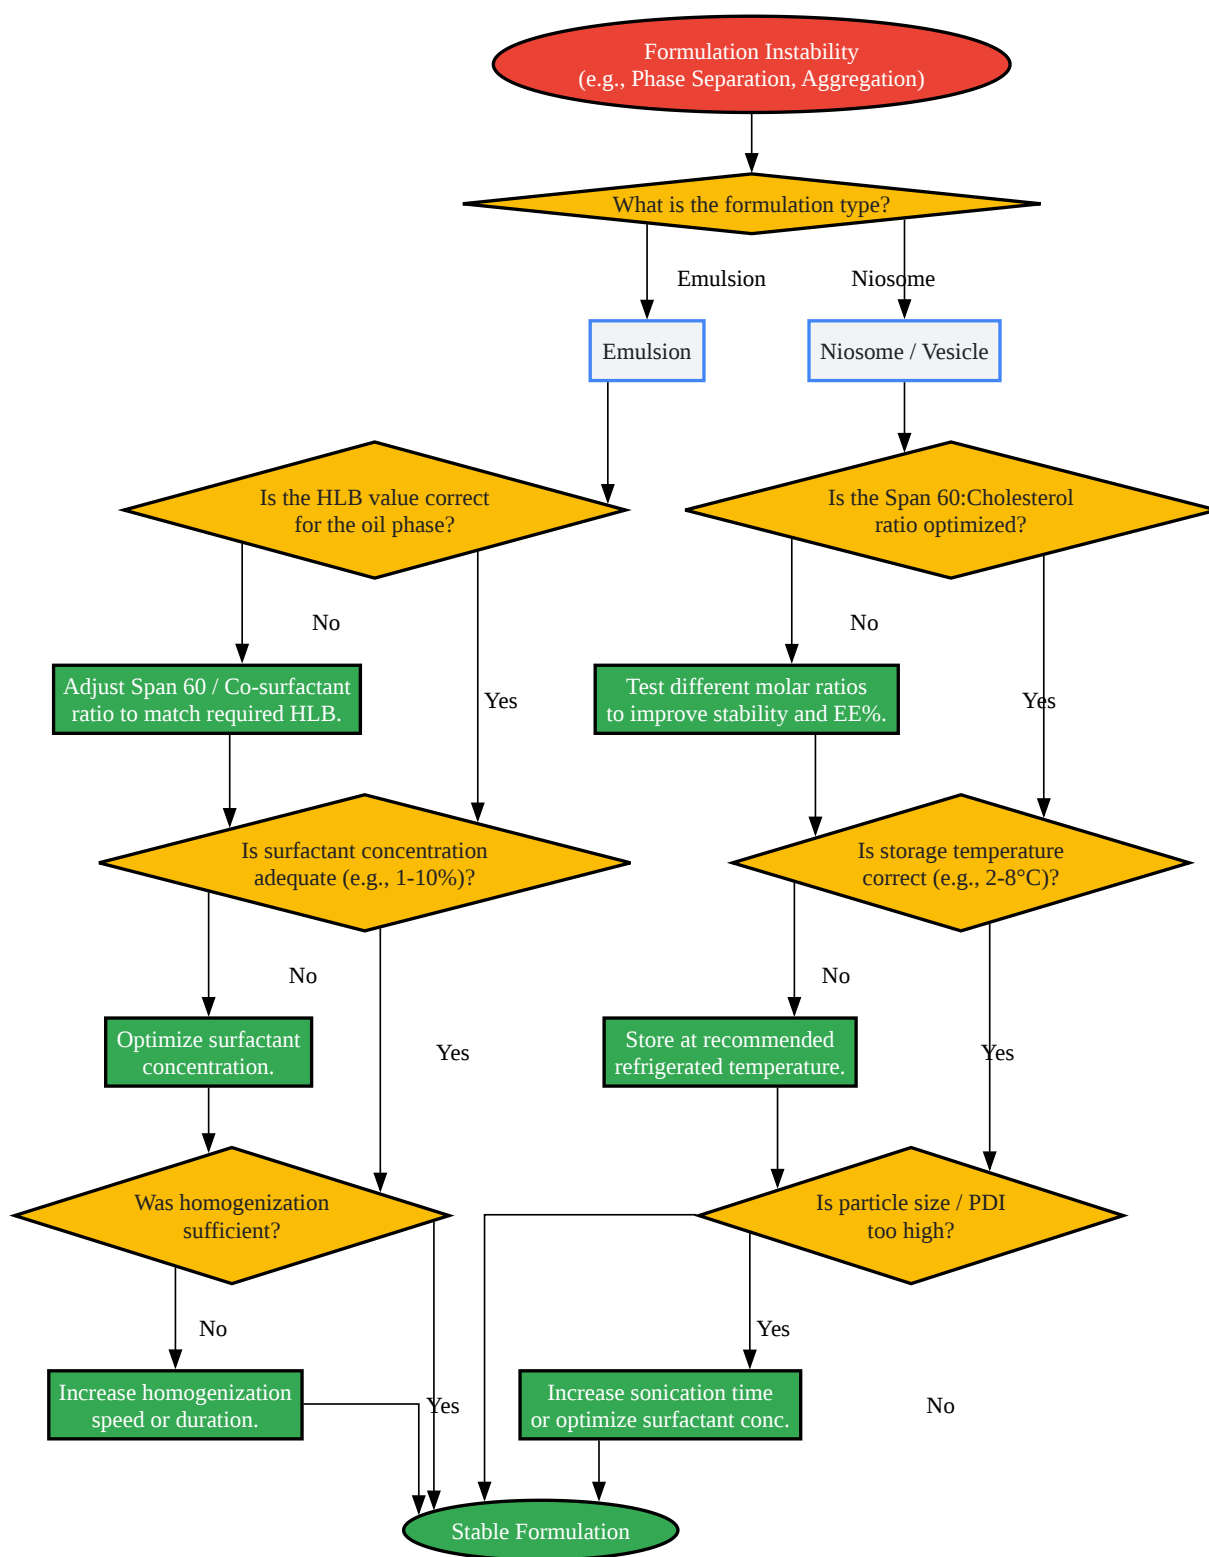 Formulation Instability
(e.g., Phase Separation, Aggregation)
What is the formulation type?
Emulsion
Niosome
Emulsion
Niosome / Vesicle
Is the HLB value correct
for the oil phase?
Is the Span 60:Cholesterol
ratio optimized?
No
No
Adjust Span 60 / Co-surfactant
ratio to match required HLB.
Yes
Test different molar ratios
to improve stability and EE%.
Yes
Is surfactant concentration
adequate (e.g., 1-10%)?
Is storage temperature
correct (e.g., 2-8°C)?
No
No
Optimize surfactant
concentration.
Yes
Store at recommended
refrigerated temperature.
Yes
Was homogenization
sufficient?
Is particle size / PDI
too high?
No
Yes
Increase homogenization
speed or duration.
Yes
Increase sonication time
or optimize surfactant conc.
No
Stable Formulation